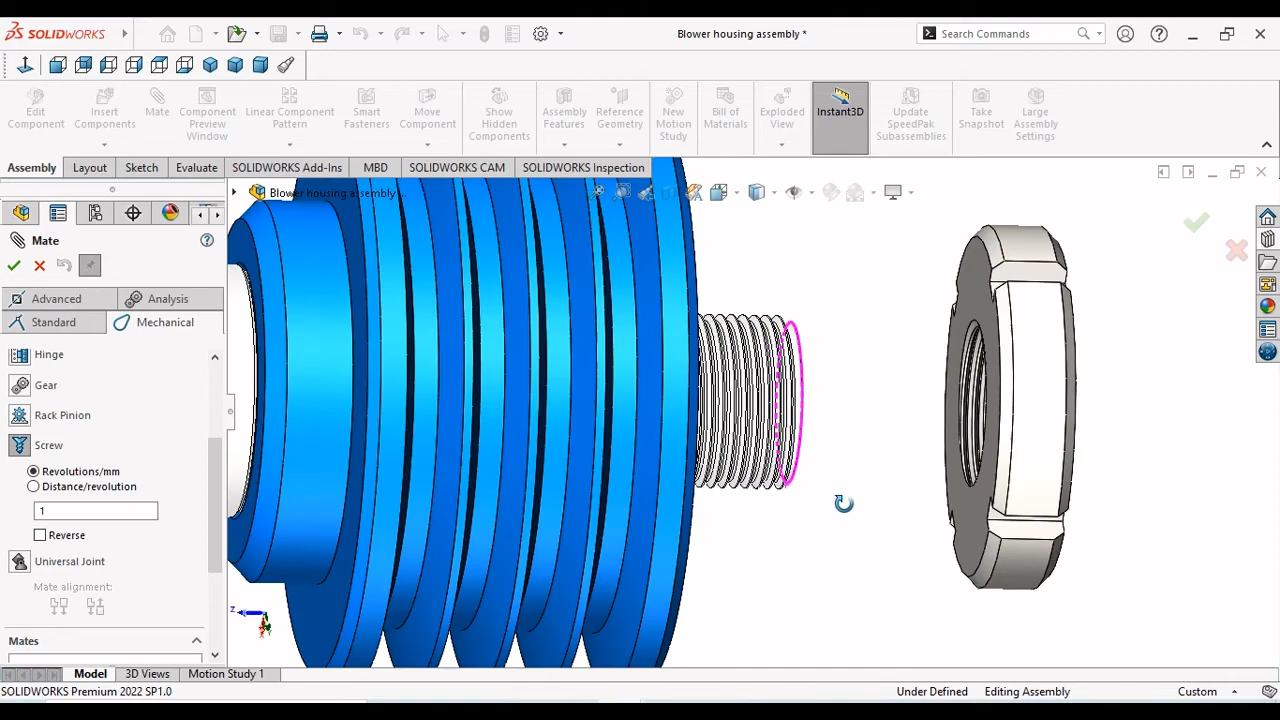 SOLIDWORKS
Blower housing assembly *
Search Commands
Edit Component
Insert Components
Mate
Component Preview Window
Linear Component Pattern
Smart Fasteners
Move Component
Show Hidden Components
Assembly Features
Reference Geometry
New Motion Study
Bill of Materials
Exploded View
Instant3D
Update SpeedPak Subassemblies
Take Snapshot
Large Assembly Settings
Assembly
Layout
Sketch
Evaluate
SOLIDWORKS Add-Ins
MBD
SOLIDWORKS CAM
SOLIDWORKS Inspection
Blower housing assembly ...
Mate
Advanced
Analysis
Standard
Mechanical
Hinge
Gear
Rack Pinion
Screw
Revolutions/mm
Distance/revolution
1
Reverse
Universal Joint
Mate alignment:
Mates
z
Model
3D Views
Motion Study 1
SOLIDWORKS Premium 2022 SP1.0
Under Defined
Editing Assembly
Custom